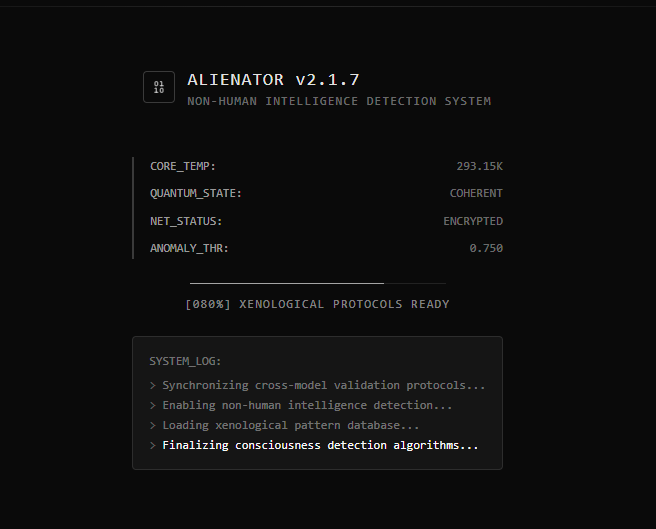 01
10
ALIENATOR v2.1.7
NON-HUMAN INTELLIGENCE DETECTION SYSTEM
CORE_TEMP: 293.15K
QUANTUM_STATE: COHERENT
NET_STATUS: ENCRYPTED
ANOMALY_THR: 0.750
[080%] XENOLOGICAL PROTOCOLS READY
SYSTEM_LOG:
> Synchronizing cross-model validation protocols...
> Enabling non-human intelligence detection...
> Loading xenological pattern database...
> Finalizing consciousness detection algorithms...